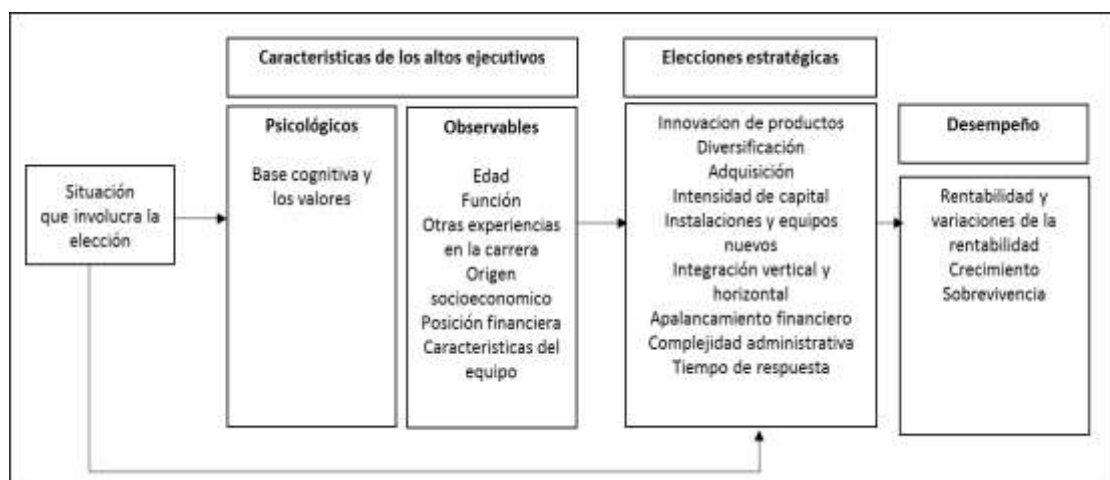 Caracteristicas de los altos ejecutivos
Elecciones estratégicas
Situación
que involucra la
elección
Psicológicos
Base cognitiva y
los valores
Observables
Edad
Función
Otras experiencias
en la carrera
Origen
socioeconomico
Posición financiera
Caracteristicas del
equipo
Innovacion de productos
Diversificación
Adquisición
Intensidad de capital
Instalaciones y equipos
nuevos
Integración vertical y
horizontal
Apalancamiento financiero
Complejidad administrativa
Tiempo de respuesta
Desempeño
Rentabilidad y
variaciones de la
rentabilidad
Crecimiento
Sobrevivencia